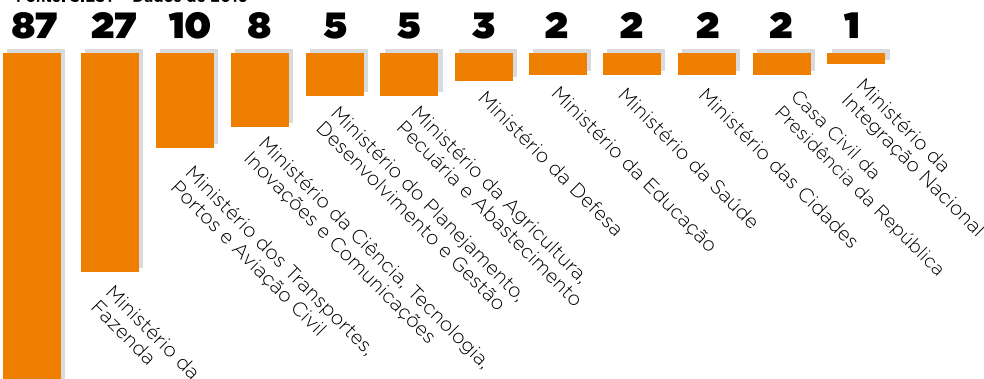 87 27 10 8 5 5 3 2 2 2 2 1
Ministério da
Fazenda
Ministério dos Transportes,
Portos e Aviação Civil
Ministério da Ciência, Tecnologia,
Inovações e Comunicações
Ministério do Planejamento,
Desenvolvimento e Gestão
Ministério da Agricultura,
Pecuária e Abastecimento
Ministério da Defesa
Ministério da Educação
Ministério da Saúde
Ministério das Cidades
Casa Civil da
Presidência da República
Ministério da
Integração Nacional